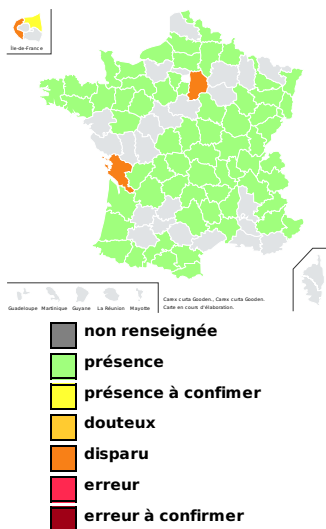 Île-de-France
Guadeloupe Martinique Guyane La Réunion Mayotte
Carex curta Gooden., Carex curta Gooden.
Carte en cours d'élaboration.
non renseignée
présence
présence à confimer
douteux
disparu
erreur
erreur à confirmer